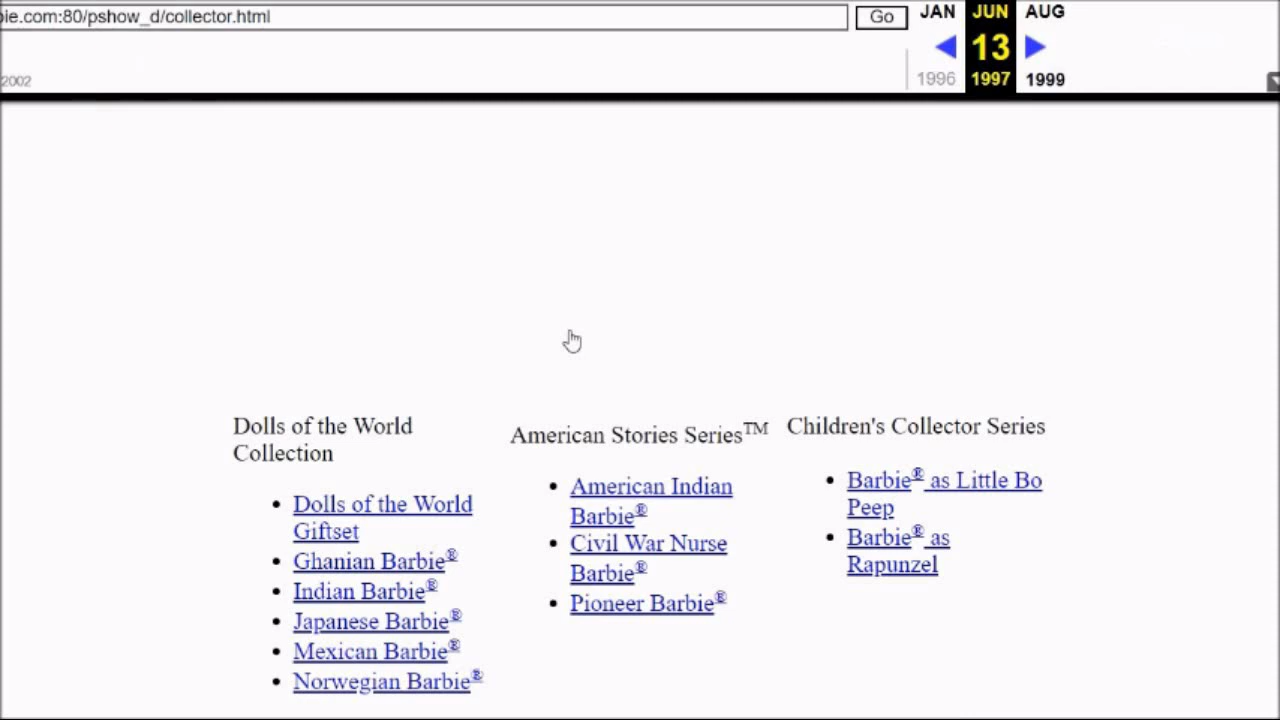 ie.com:80/pshow_d/collector.html
Go
JAN JUN AUG
13
2002
1996 1997 1999
Dolls of the World
Collection
Dolls of the World
Giftset
Ghanian Barbie®
Indian Barbie®
Japanese Barbie®
Mexican Barbie®
Norwegian Barbie®
American Stories Series™
American Indian
Barbie®
Civil War Nurse
Barbie®
Pioneer Barbie®
Children's Collector Series
Barbie® as Little Bo
Peep
Barbie® as
Rapunzel